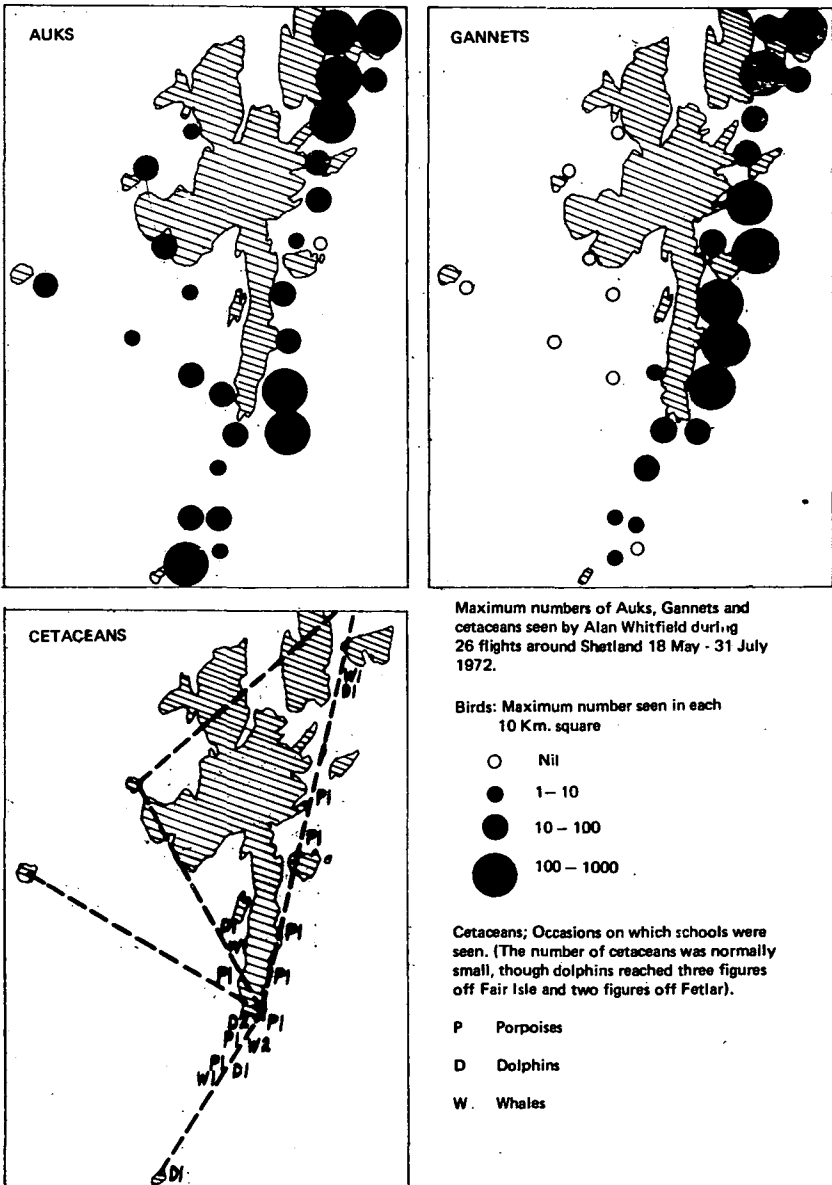 AUKS
GANNETS
CETACEANS
W1
D1
P1
P1
D1
W1
P1
P1
P1
D2
P1
P1
W2
P1
W1
D1
D1
Maximum numbers of Auks, Gannets and
cetaceans seen by Alan Whitfield during
26 flights around Shetland 18 May - 31 July
1972.
Birds: Maximum number seen in each
10 Km. square
Nil
1 – 10
10 – 100
100 – 1000
Cetaceans; Occasions on which schools were
seen. (The number of cetaceans was normally
small, though dolphins reached three figures
off Fair Isle and two figures off Fetlar).
P Porpoises
D Dolphins
W. Whales